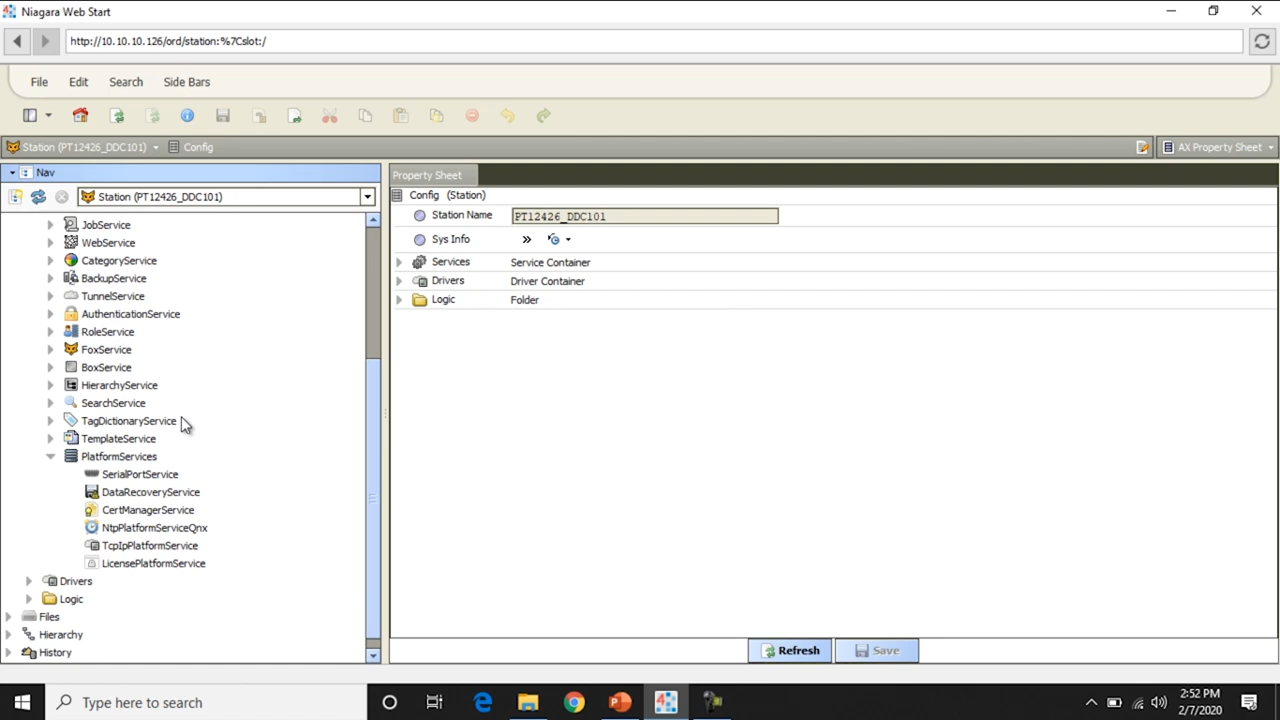 Niagara Web Start
http://10.10.10.126/ord/station:%7Cslot:/
File Edit Search Side Bars
Station (PT12426_DDC101) Config AX Property Sheet
Nav
Station (PT12426_DDC101)
JobService
WebService
CategoryService
BackupService
TunnelService
AuthenticationService
RoleService
FoxService
BoxService
HierarchyService
SearchService
TagDictionaryService
TemplateService
PlatformServices
SerialPortService
DataRecoveryService
CertManagerService
NtpPlatformServiceQnx
TcpIpPlatformService
LicensePlatformService
Drivers
Logic
Files
Hierarchy
History
Property Sheet
Config (Station)
Station Name PT12426_DDC101
Sys Info
Services Service Container
Drivers Driver Container
Logic Folder
Refresh Save
Type here to search
2:52 PM
2/7/2020